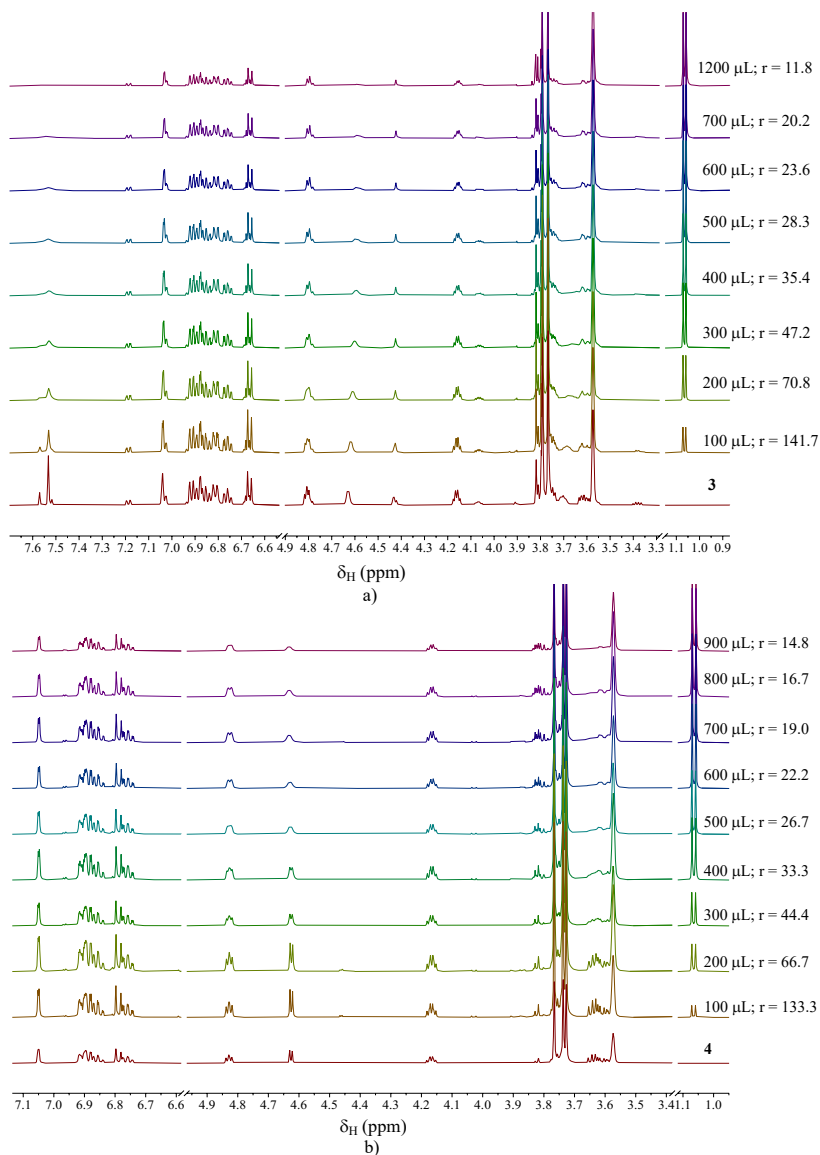 1200 μL; r = 11.8
700 μL; r = 20.2
600 μL; r = 23.6
500 μL; r = 28.3
400 μL; r = 35.4
300 μL; r = 47.2
200 μL; r = 70.8
100 μL; r = 141.7
3
7.6 7.5 7.4 7.3 7.2 7.1 7.0 6.9 6.8 6.7 6.6 4.9 4.8 4.7 4.6 4.5 4.4 4.3 4.2 4.1 4.0 3.9 3.8 3.7 3.6 3.5 3.4 3.3 1.1 1.0 0.9
δH (ppm)
a)
900 μL; r = 14.8
800 μL; r = 16.7
700 μL; r = 19.0
600 μL; r = 22.2
500 μL; r = 26.7
400 μL; r = 33.3
300 μL; r = 44.4
200 μL; r = 66.7
100 μL; r = 133.3
4
7.1 7.0 6.9 6.8 6.7 6.6 4.9 4.8 4.7 4.6 4.5 4.4 4.3 4.2 4.1 4.0 3.9 3.8 3.7 3.6 3.5 3.4 1.1 1.0
δH (ppm)
b)